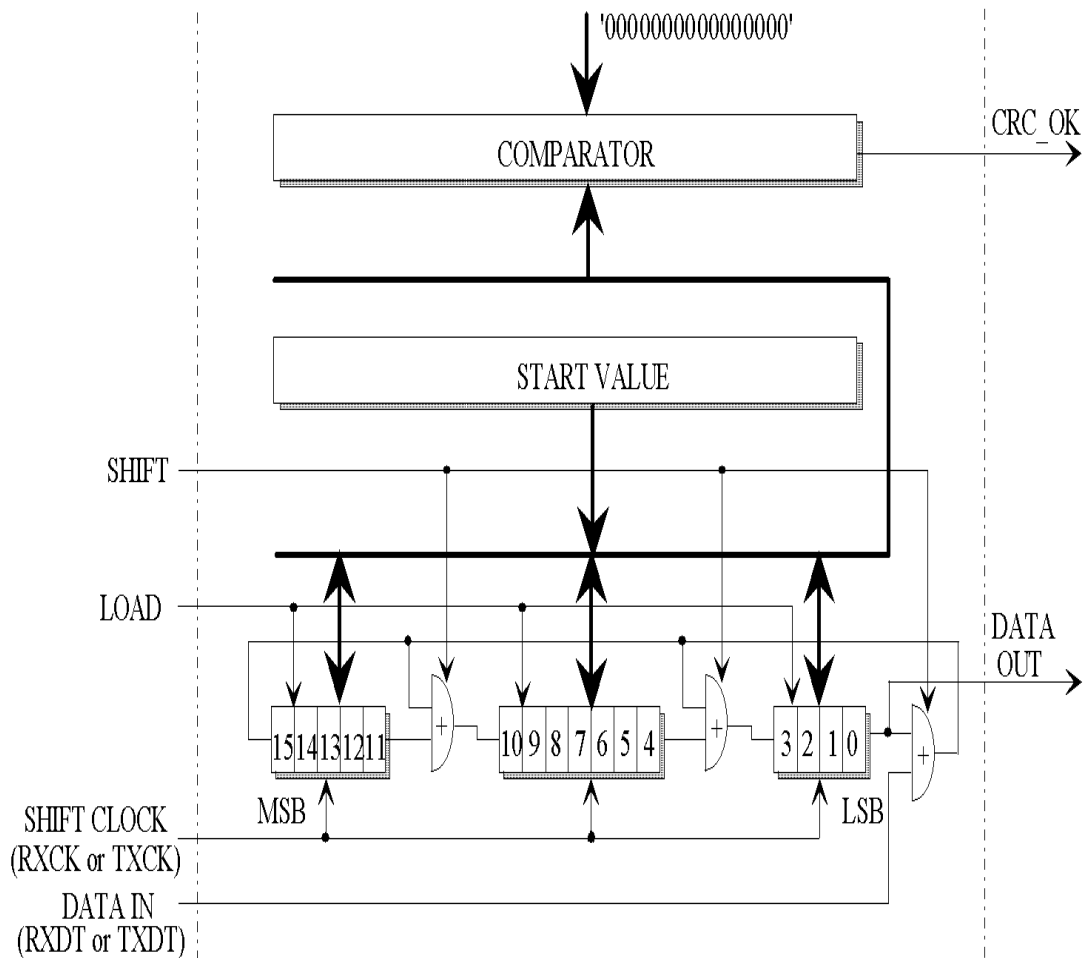 '0000000000000000'
CRC_OK
COMPARATOR
START VALUE
SHIFT
LOAD
DATA
OUT
+
+
+
15 14 13 12 11
10 9 8 7 6 5 4
3 2 1 0
MSB
LSB
SHIFT CLOCK
(RXCK or TXCK)
DATA IN
(RXDT or TXDT)